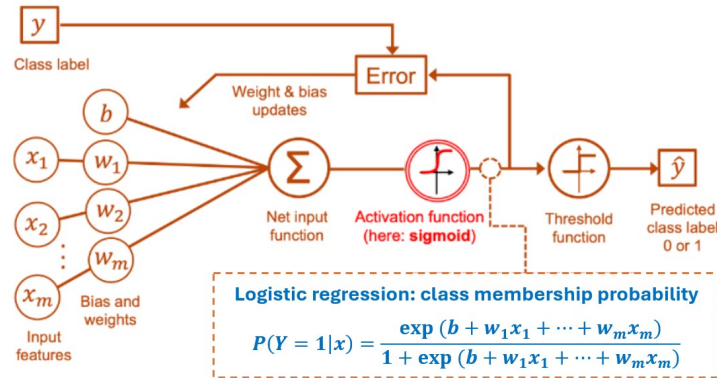 y
Class label
Error
Weight & bias
updates
b
x₁
w₁
x₂
w₂
⋮
wₘ
xₘ
Input
features
Bias and
weights
Σ
Net input
function
Activation function
(here: sigmoid)
Threshold
function
ŷ
Predicted
class label
0 or 1
Logistic regression: class membership probability
P(Y = 1|x) = exp (b + w₁x₁ + ⋯ + wₘxₘ) / 1 + exp (b + w₁x₁ + ⋯ + wₘxₘ)